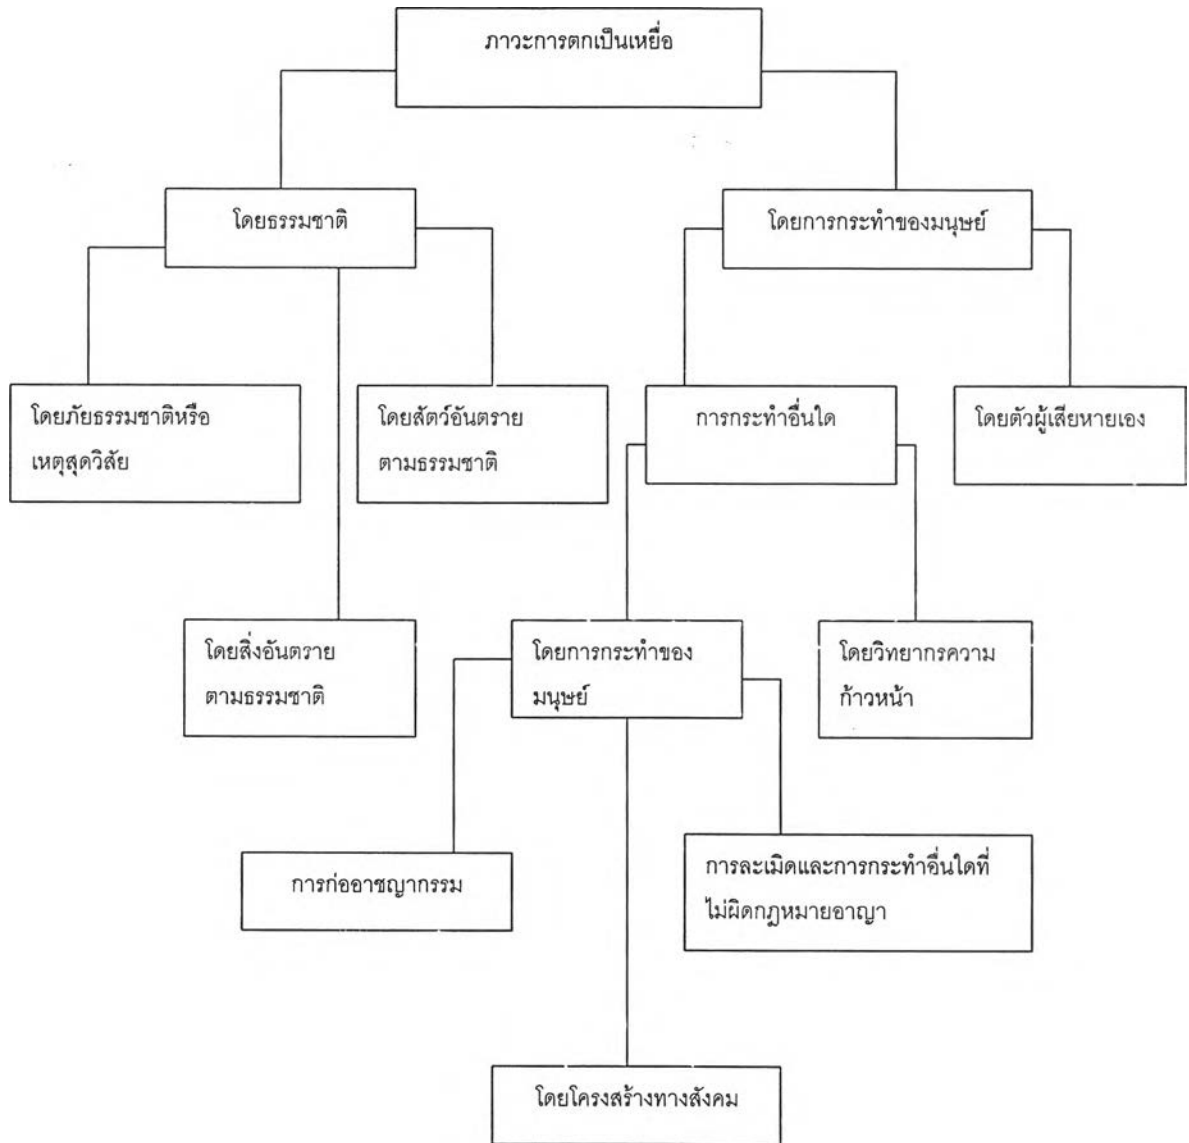 ภาวะการตกเป็นเหยื่อ
โดยธรรมชาติ
โดยการกระทำของมนุษย์
โดยภัยธรรมชาติหรือ
เหตุสุดวิสัย
โดยสัตว์อันตราย
ตามธรรมชาติ
การกระทำอื่นใด
โดยตัวผู้เสียหายเอง
โดยสิ่งอันตราย
ตามธรรมชาติ
โดยการกระทำของ
มนุษย์
โดยวิทยากรความ
ก้าวหน้า
การก่ออาชญากรรม
การละเมิดและการกระทำอื่นใดที่
ไม่ผิดกฎหมายอาญา
โดยโครงสร้างทางสังคม